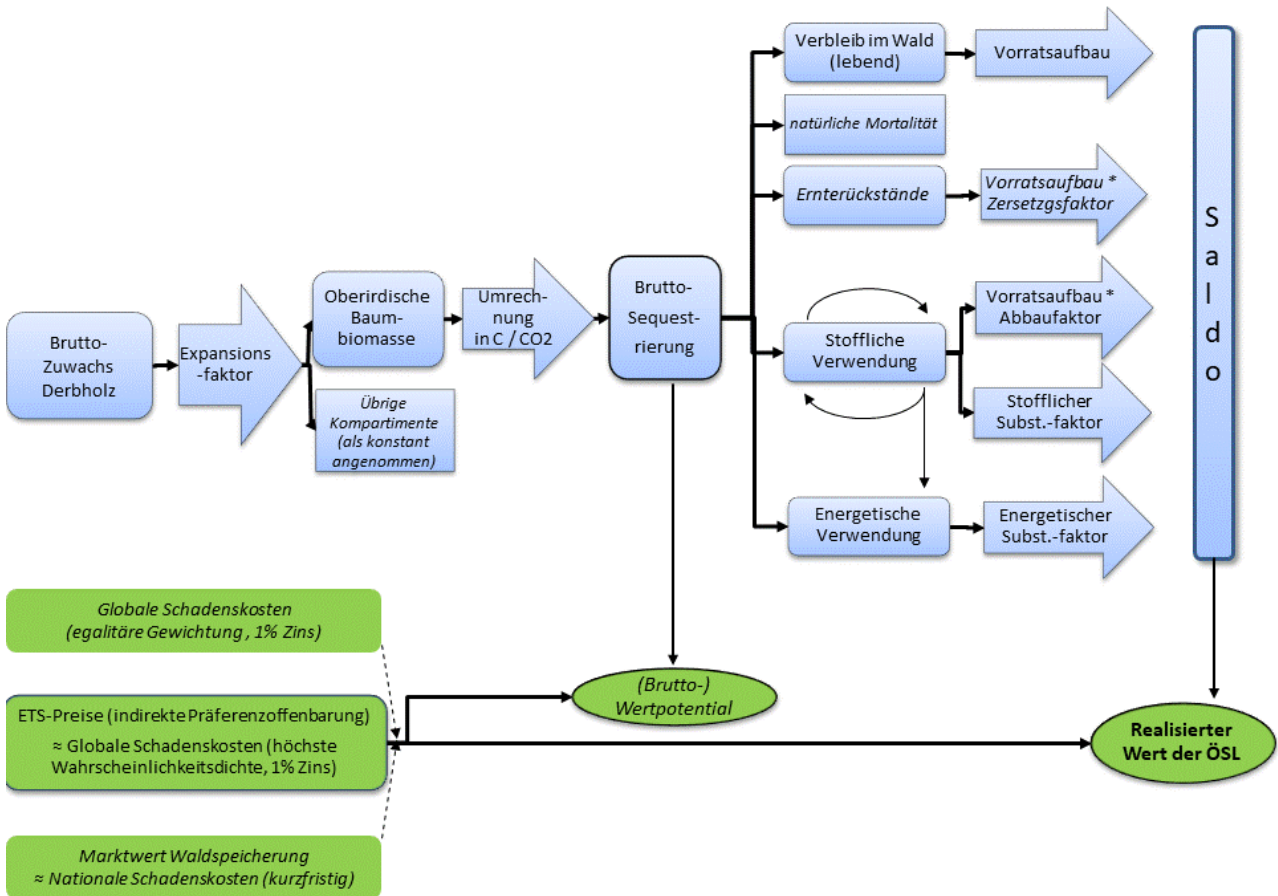 Brutto-
Zuwachs
Derbholz
Expansions
-faktor
Oberirdische
Baum-
biomasse
Übrige
Kompartimente
(als konstant
angenommen)
Umrech-
nung
in C / CO2
Brutto-
Sequest-
rierung
Verbleib im Wald
(lebend)
Vorratsaufbau
natürliche Mortalität
Ernterückstände
Vorratsaufbau *
Zersetzgsfaktor
Stoffliche
Verwendung
Vorratsaufbau *
Abbaufaktor
Stofflicher
Subst.-faktor
Energetische
Verwendung
Energetischer
Subst.-faktor
S
a
l
d
o
Globale Schadenskosten
(egalitäre Gewichtung , 1% Zins)
ETS-Preise (indirekte Präferenzoffenbarung)
≈ Globale Schadenskosten (höchste
Wahrscheinlichkeitsdichte, 1% Zins)
Marktwert Waldspeicherung
≈ Nationale Schadenskosten (kurzfristig)
(Brutto-)
Wertpotential
Realisierter
Wert der ÖSL